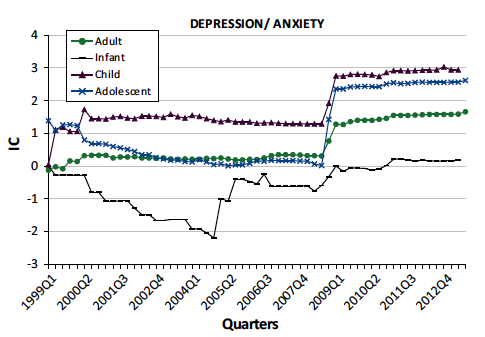 DEPRESSION/ ANXIETY
Adult
Infant
Child
Adolescent
4
3
2
1
0
-1
-2
-3
IC
1999Q1
2000Q2
2001Q3
2002Q4
2004Q1
2005Q2
2006Q3
2007Q4
2009Q1
2010Q2
2011Q3
2012Q4
Quarters